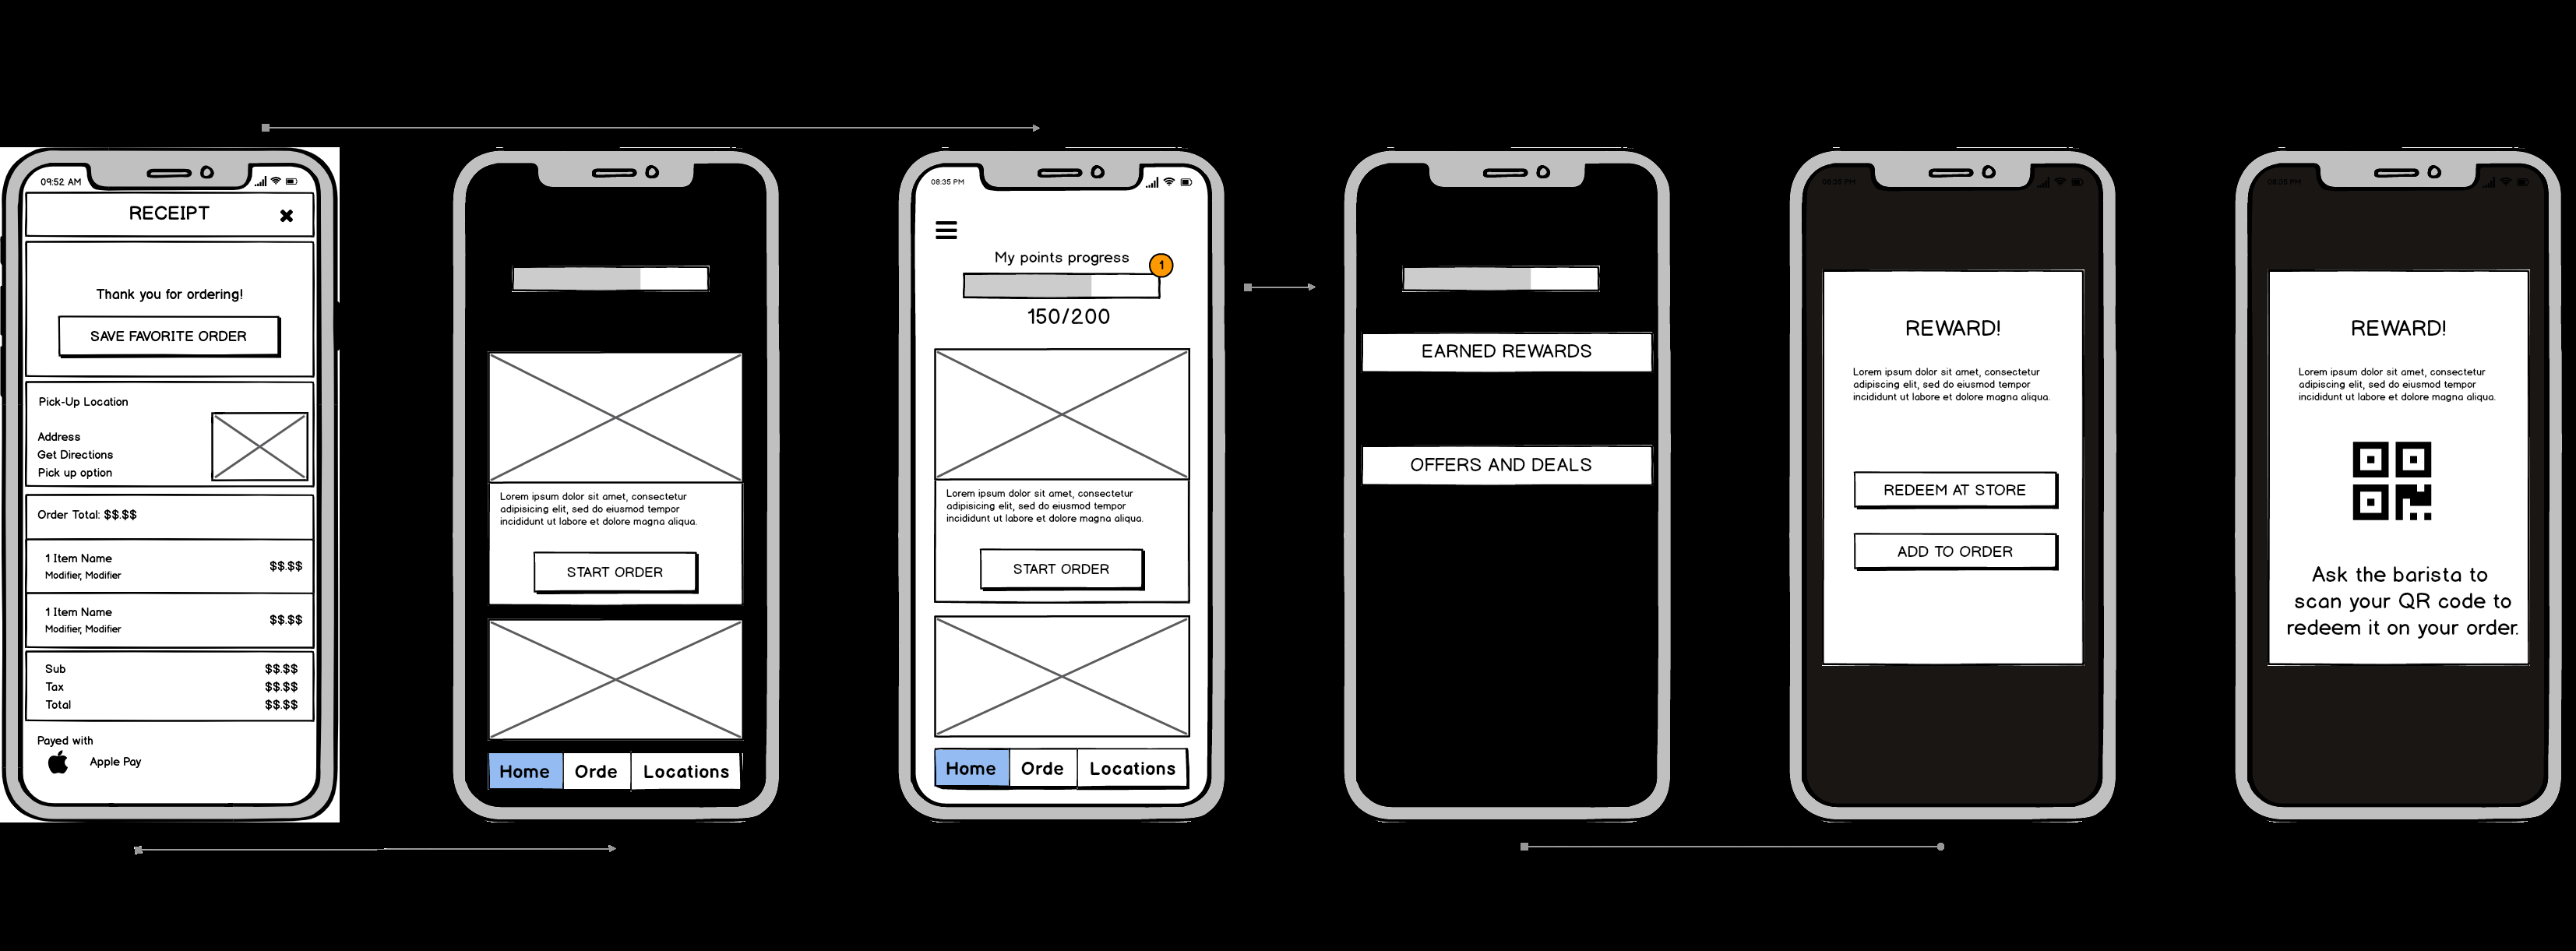 09:52 AM
RECEIPT
Thank you for ordering!
SAVE FAVORITE ORDER
Pick-Up Location
Address
Get Directions
Pick up option
Order Total: $$.$$
1 Item Name
$$.$$
Modifier, Modifier
1 Item Name
$$.$$
Modifier, Modifier
Sub $$.$$
Tax $$.$$
Total $$.$$
Payed with
Apple Pay
Lorem ipsum dolor sit amet, consectetur
adipisicing elit, sed do eiusmod tempor
incididunt ut labore et dolore magna aliqua.
START ORDER
Home Orde Locations
08:35 PM
My points progress
1
150/200
Lorem ipsum dolor sit amet, consectetur
adipisicing elit, sed do eiusmod tempor
incididunt ut labore et dolore magna aliqua.
START ORDER
Home Orde Locations
EARNED REWARDS
OFFERS AND DEALS
08:35 PM
REWARD!
Lorem ipsum dolor sit amet, consectetur
adipiscing elit, sed do eiusmod tempor
incididunt ut labore et dolore magna aliqua.
REDEEM AT STORE
ADD TO ORDER
08:35 PM
REWARD!
Lorem ipsum dolor sit amet, consectetur
adipiscing elit, sed do eiusmod tempor
incididunt ut labore et dolore magna aliqua.
Ask the barista to
scan your QR code to
redeem it on your order.